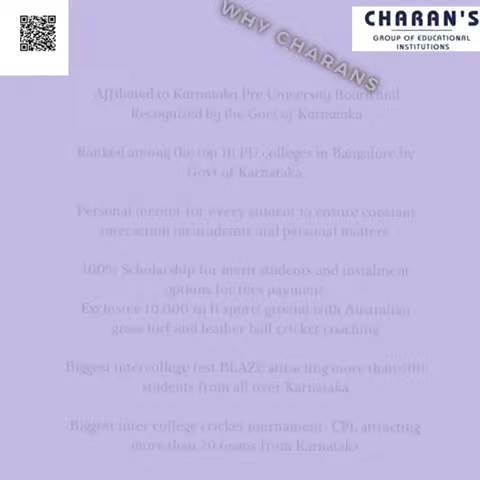 WHY CHARANS
CHARAN'S
GROUP OF EDUCATIONAL
INSTITUTIONS
Affiliated to Karnataka Pre University Board and
Recognized by the Govt of Karnataka
Ranked among the top 10 PU colleges in Bangalore by
Govt of Karnataka
Personal mentor for every student to ensure constant
interaction on academic and personal matters
100% Scholarship for merit students and instalment
options for fees payment
Exclusive 10,000 sq ft sports ground with Australian
grass turf and leather ball cricket coaching
Biggest intercollege fest BLAZE attracting more than
students from all over Karnataka
Biggest inter college cricket tournament- CPL attracting
more than 20 teams from Karnataka